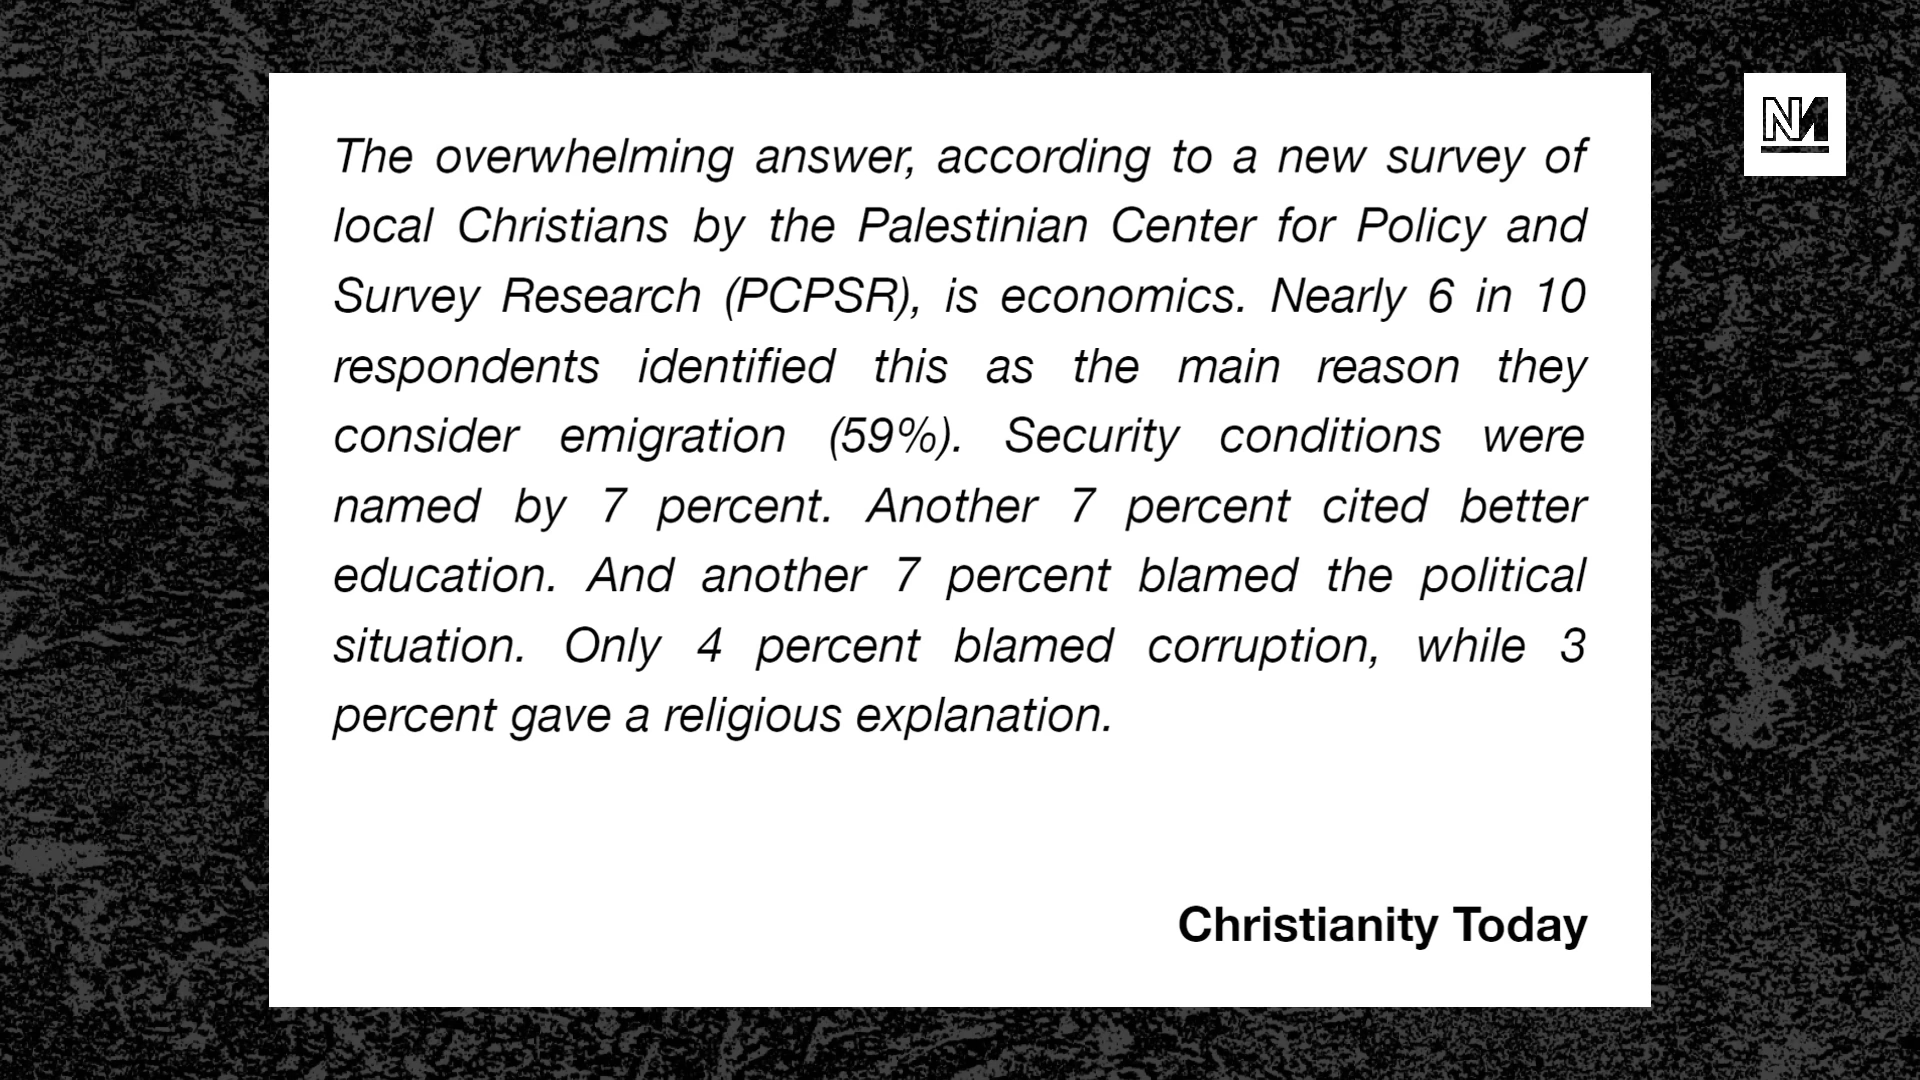 The overwhelming answer, according to a new survey of
local Christians by the Palestinian Center for Policy and
Survey Research (PCPSR), is economics. Nearly 6 in 10
respondents identified this as the main reason they
consider emigration (59%). Security conditions were
named by 7 percent. Another 7 percent cited better
education. And another 7 percent blamed the political
situation. Only 4 percent blamed corruption, while 3
percent gave a religious explanation.
Christianity Today
NM